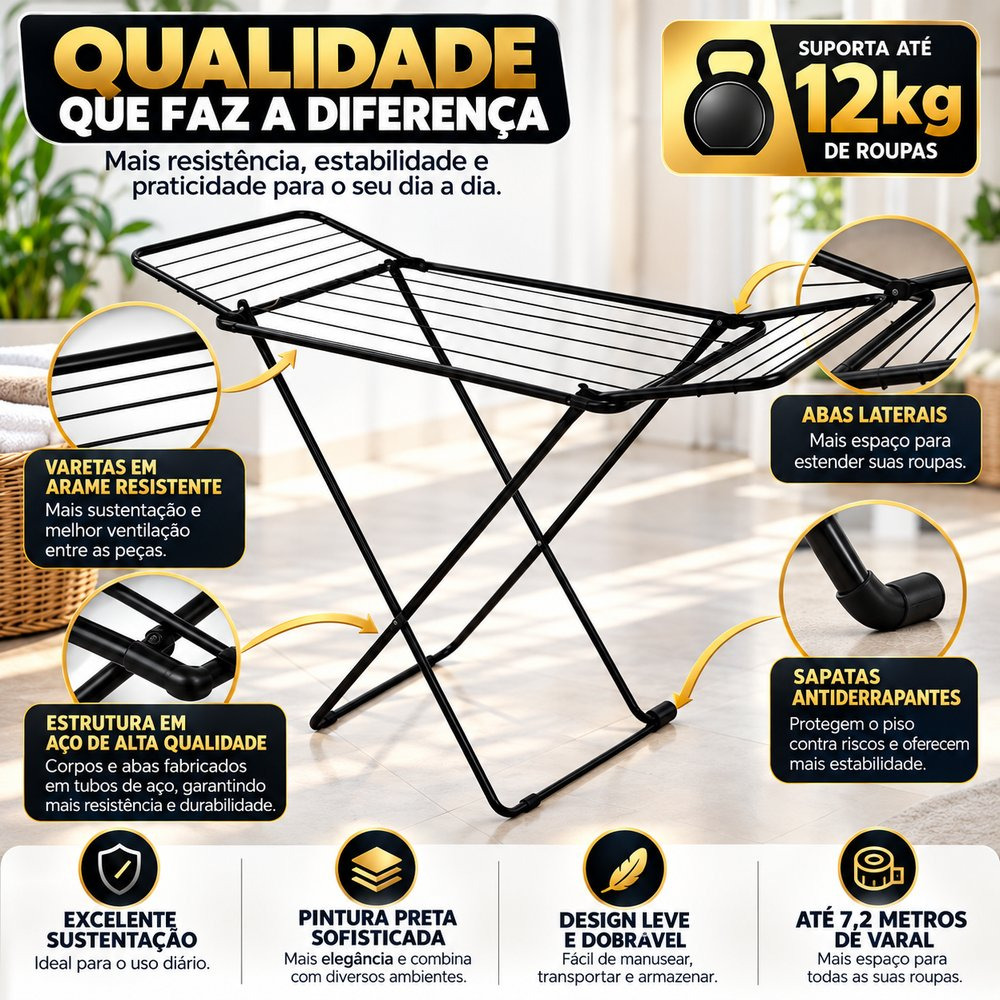 QUALIDADE
QUE FAZ A DIFERENÇA
Mais resistência, estabilidade e
praticidade para o seu dia a dia.
SUPORTA ATÉ
12kg
DE ROUPAS
VARETAS EM
ARAME RESISTENTE
Mais sustentação e
melhor ventilação
entre as peças.
ABAS LATERAIS
Mais espaço para
estender suas roupas.
ESTRUTURA EM
AÇO DE ALTA QUALIDADE
Corpos e abas fabricados
em tubos de aço, garantindo
mais resistência e durabilidade.
SAPATAS
ANTIDERRAPANTES
Protegem o piso
contra riscos e oferecem
mais estabilidade.
EXCELENTE
SUSTENTAÇÃO
Ideal para o uso diário.
PINTURA PRETA
SOFISTICADA
Mais elegância e combina
com diversos ambientes.
DESIGN LEVE
E DOBRÁVEL
Fácil de manusear,
transportar e armazenar.
ATÉ 7,2 METROS
DE VARAL
Mais espaço para
todas as suas roupas.